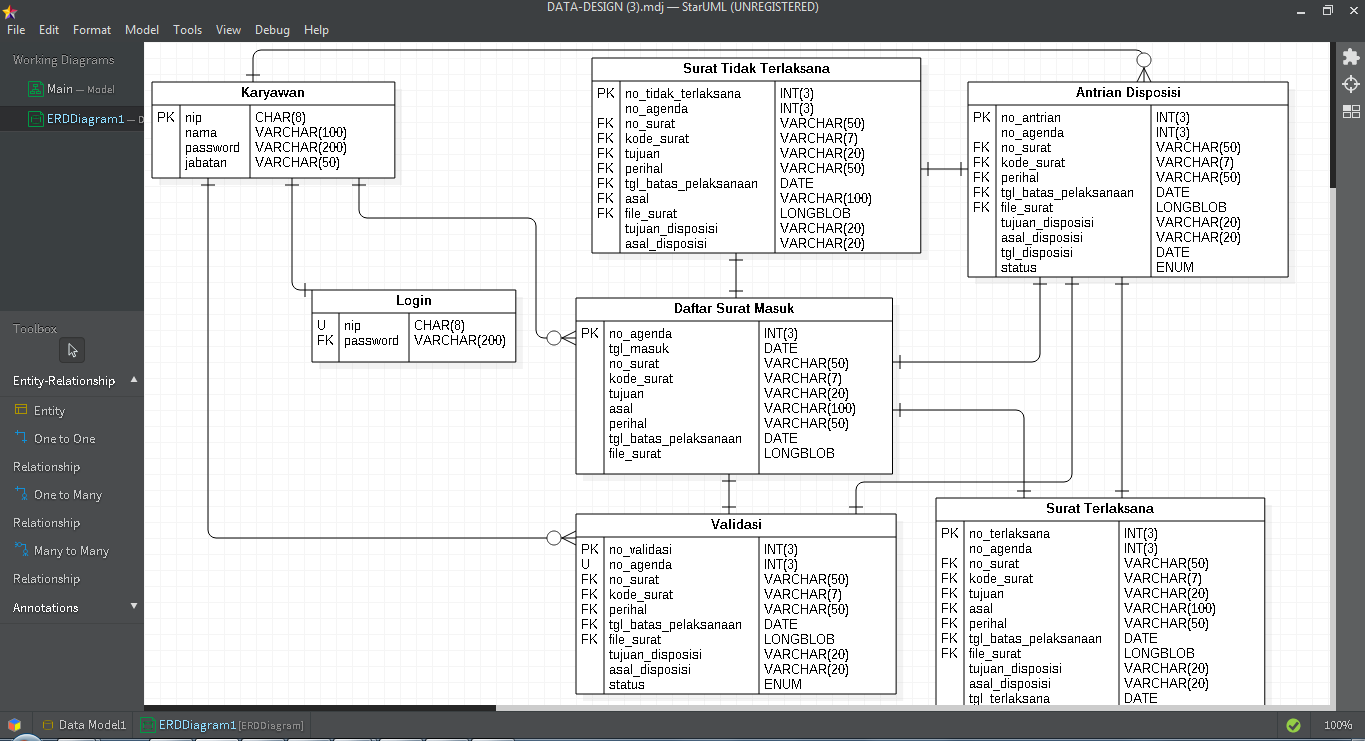 DATA-DESIGN (3).mdj — StarUML (UNREGISTERED)
File Edit Format Model Tools View Debug Help
Working Diagrams
Main — Model
ERDDiagram1 — D
Toolbox
Entity-Relationship
Entity
One to One
Relationship
One to Many
Relationship
Many to Many
Relationship
Annotations
Karyawan
PK nip CHAR(8)
nama VARCHAR(100)
password VARCHAR(200)
jabatan VARCHAR(50)
Surat Tidak Terlaksana
PK no_tidak_terlaksana INT(3)
no_agenda INT(3)
FK no_surat VARCHAR(50)
FK kode_surat VARCHAR(7)
FK tujuan VARCHAR(20)
FK perihal VARCHAR(50)
FK tgl_batas_pelaksanaan DATE
FK asal VARCHAR(100)
FK file_surat LONGBLOB
tujuan_disposisi VARCHAR(20)
asal_disposisi VARCHAR(20)
Antrian Disposisi
PK no_antrian INT(3)
no_agenda INT(3)
FK no_surat VARCHAR(50)
FK kode_surat VARCHAR(7)
FK perihal VARCHAR(50)
FK tgl_batas_pelaksanaan DATE
FK file_surat LONGBLOB
tujuan_disposisi VARCHAR(20)
asal_disposisi VARCHAR(20)
tgl_disposisi DATE
status ENUM
Login
U nip CHAR(8)
FK password VARCHAR(200)
Daftar Surat Masuk
PK no_agenda INT(3)
tgl_masuk DATE
no_surat VARCHAR(50)
kode_surat VARCHAR(7)
tujuan VARCHAR(20)
asal VARCHAR(100)
perihal VARCHAR(50)
tgl_batas_pelaksanaan DATE
file_surat LONGBLOB
Validasi
PK no_validasi INT(3)
U no_agenda INT(3)
FK no_surat VARCHAR(50)
FK kode_surat VARCHAR(7)
FK perihal VARCHAR(50)
FK tgl_batas_pelaksanaan DATE
FK file_surat LONGBLOB
tujuan_disposisi VARCHAR(20)
asal_disposisi VARCHAR(20)
status ENUM
Surat Terlaksana
PK no_terlaksana INT(3)
no_agenda INT(3)
FK no_surat VARCHAR(50)
FK kode_surat VARCHAR(7)
FK tujuan VARCHAR(20)
FK asal VARCHAR(100)
FK perihal VARCHAR(50)
FK tgl_batas_pelaksanaan DATE
FK file_surat LONGBLOB
tujuan_disposisi VARCHAR(20)
asal_disposisi VARCHAR(20)
tgl_terlaksana DATE
Data Model1 ERDDiagram1 [ERDDiagram] 100%